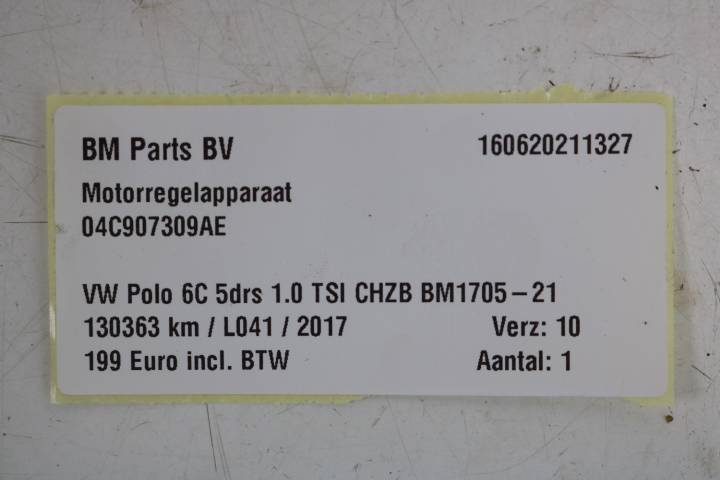 BM Parts BV 160620211327
Motorregelapparaat
04C907309AE
VW Polo 6C 5drs 1.0 TSI CHZB BM1705-21
130363 km / L041 / 2017 Verz: 10
199 Euro incl. BTW Aantal: 1